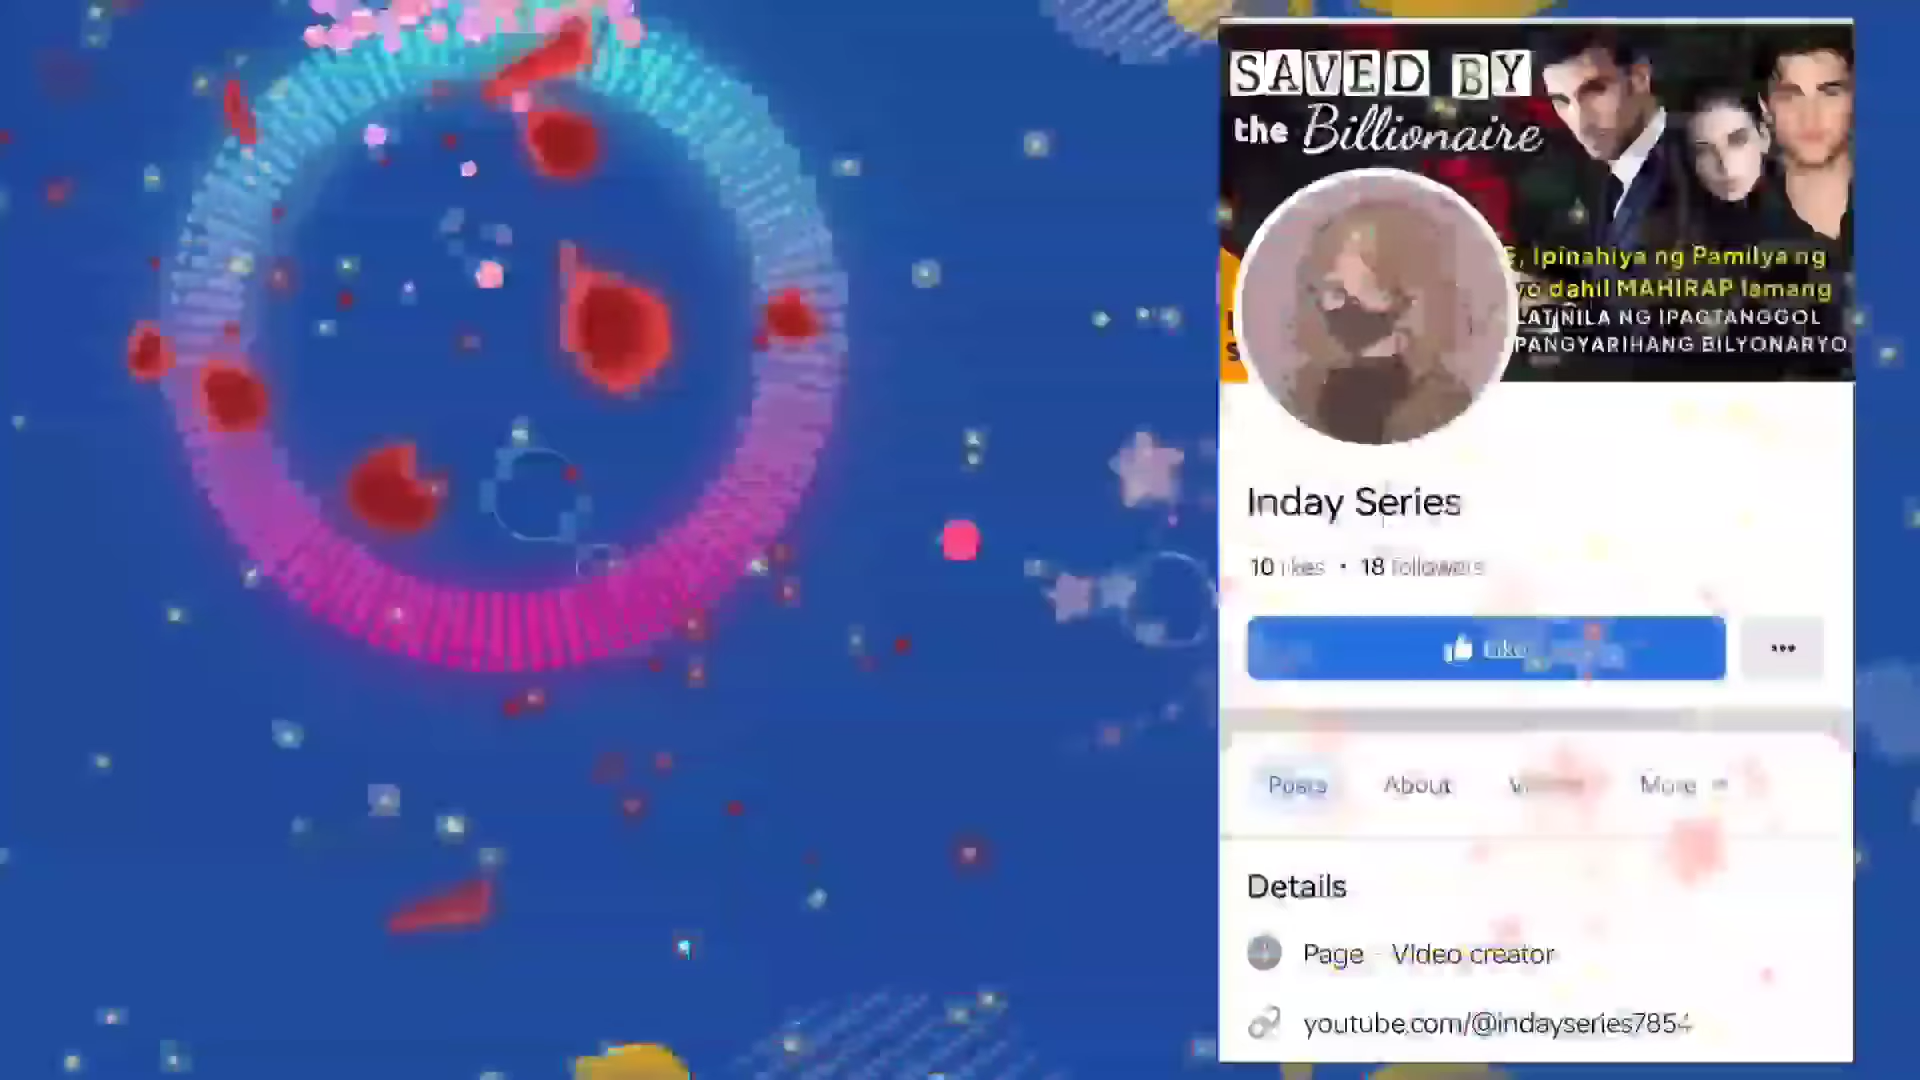 SAVED BY
the Billionaire
, Ipinahiya ng Pamilya ng
dahil MAHIRAP lamang
NILA NG IPAGTANGGOL
PANGYARIHANG BILYONARYO
Inday Series
10 likes • 18 followers
Like
Posts About Videos More
Details
Page · Video creator
youtube.com/@indayseries7854